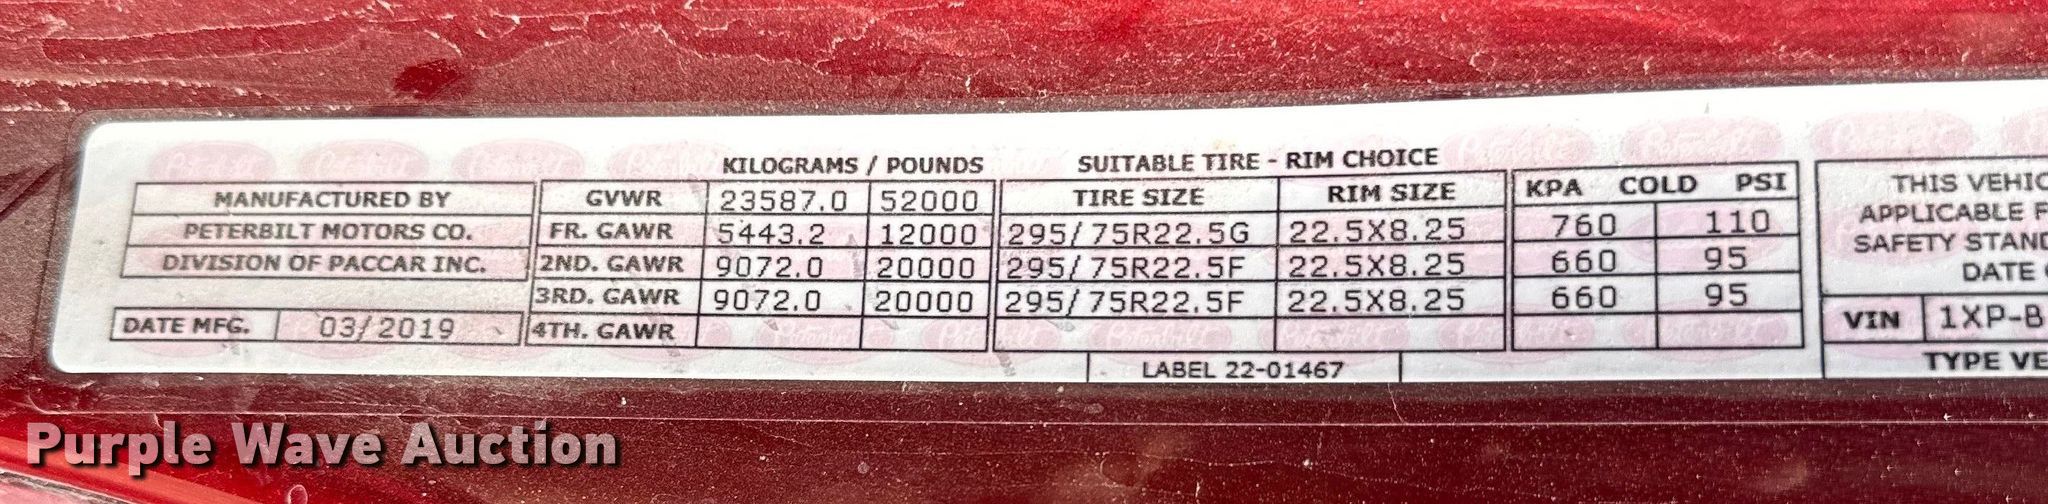 KILOGRAMS / POUNDS SUITABLE TIRE - RIM CHOICE
MANUFACTURED BY GVWR 23587.0 52000 TIRE SIZE RIM SIZE KPA COLD PSI THIS VEHIC
PETERBILT MOTORS CO. FR. GAWR 5443.2 12000 295/75R22.5G 22.5X8.25 760 110 APPLICABLE F
DIVISION OF PACCAR INC. 2ND. GAWR 9072.0 20000 295/75R22.5F 22.5X8.25 660 95 SAFETY STAND
3RD. GAWR 9072.0 20000 295/75R22.5F 22.5X8.25 660 95 DATE
DATE MFG. 03/2019 4TH. GAWR VIN 1XP-B
LABEL 22-01467 TYPE VE
Purple Wave Auction